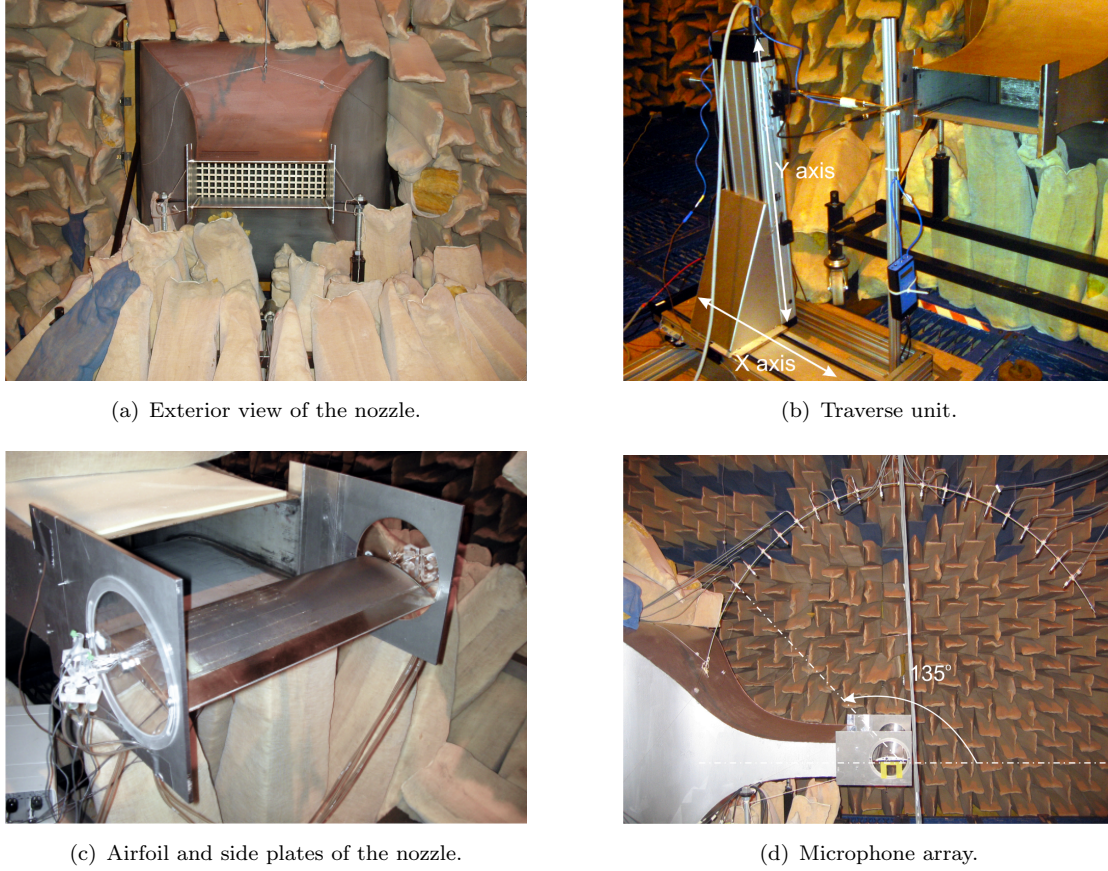 Y axis
X axis
(a) Exterior view of the nozzle.
(b) Traverse unit.
135°
(c) Airfoil and side plates of the nozzle.
(d) Microphone array.